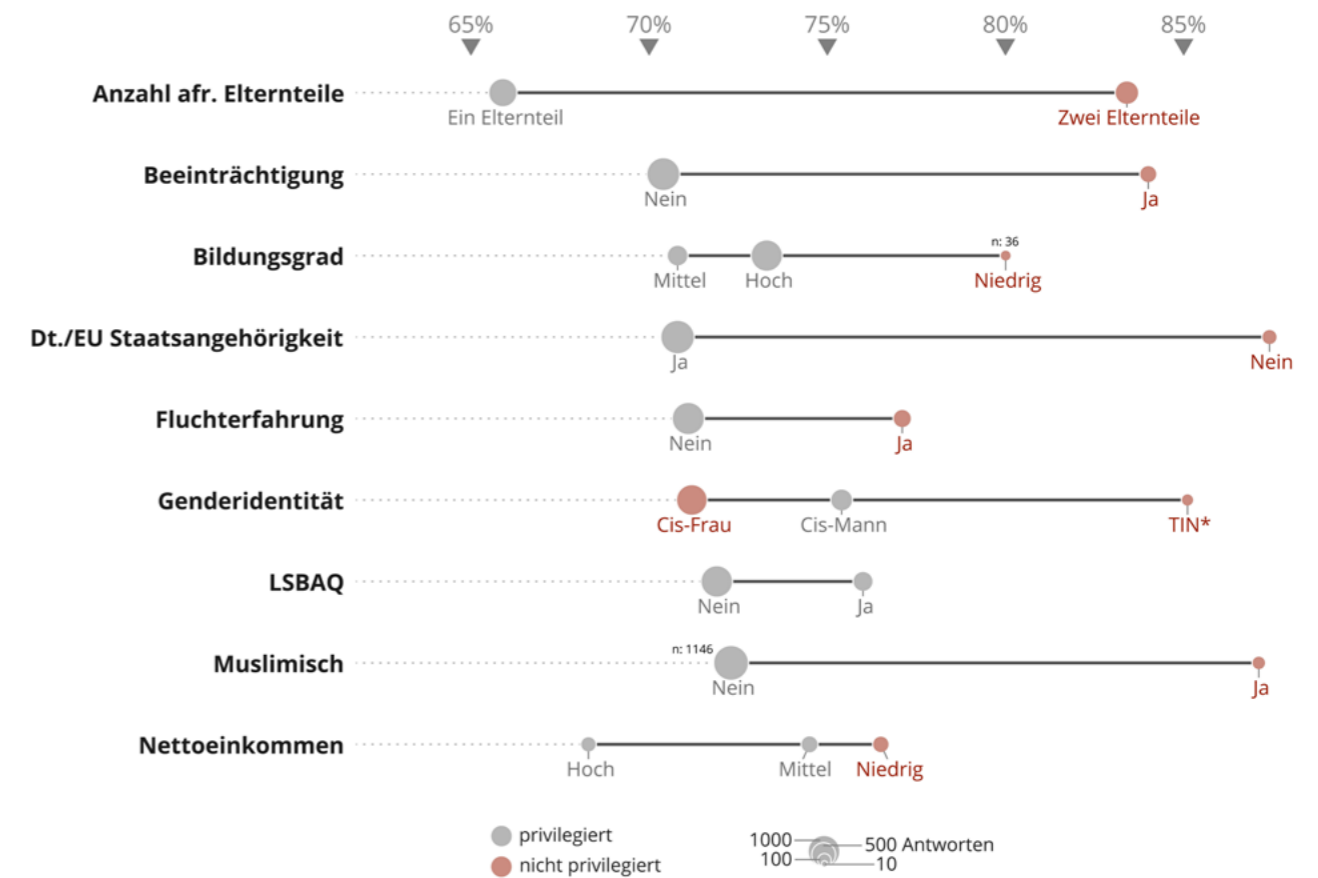 65% 70% 75% 80% 85%
Anzahl afr. Elternteile
Ein Elternteil Zwei Elternteile
Beeinträchtigung
Nein Ja
n: 36
Bildungsgrad
Mittel Hoch Niedrig
Dt./EU Staatsangehörigkeit
Ja Nein
Fluchterfahrung
Nein Ja
Genderidentität
Cis-Frau Cis-Mann TIN*
LSBAQ
Nein Ja
n: 1146
Muslimisch
Nein Ja
Nettoeinkommen
Hoch Mittel Niedrig
privilegiert 1000 500 Antworten
nicht privilegiert 100 10